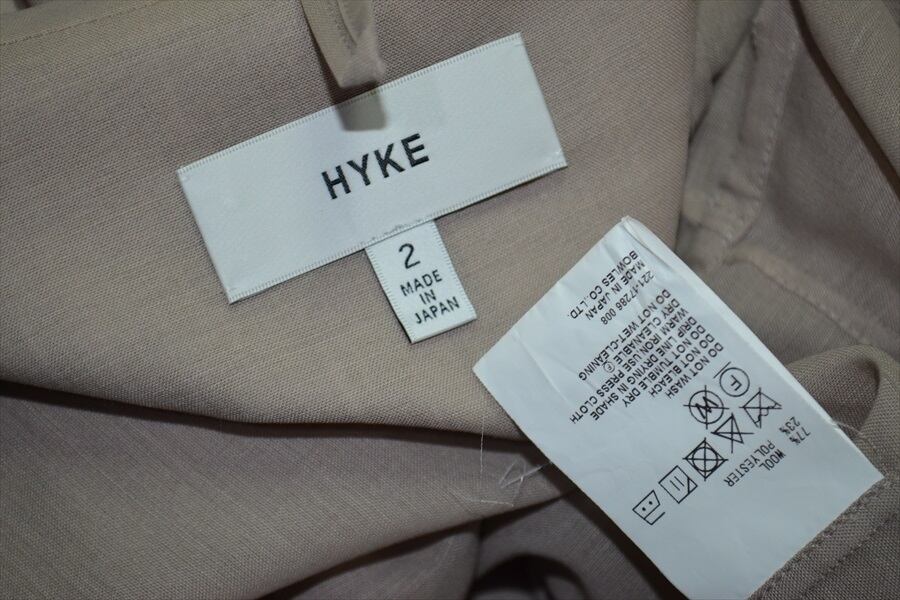 HYKE
2
MADE
IN
JAPAN
77% WOOL
23% POLYESTER
DO NOT WASH
DO NOT BLEACH
DO NOT TUMBLE DRY
DRIP LINE DRYING IN SHADE
WARM IRON/USE PRESS CLOTH
DRY CLEANABLE Ⓕ
DO NOT WET-CLEANING
221-17286 008
MADE IN JAPAN
BOWLES CO.,LTD.